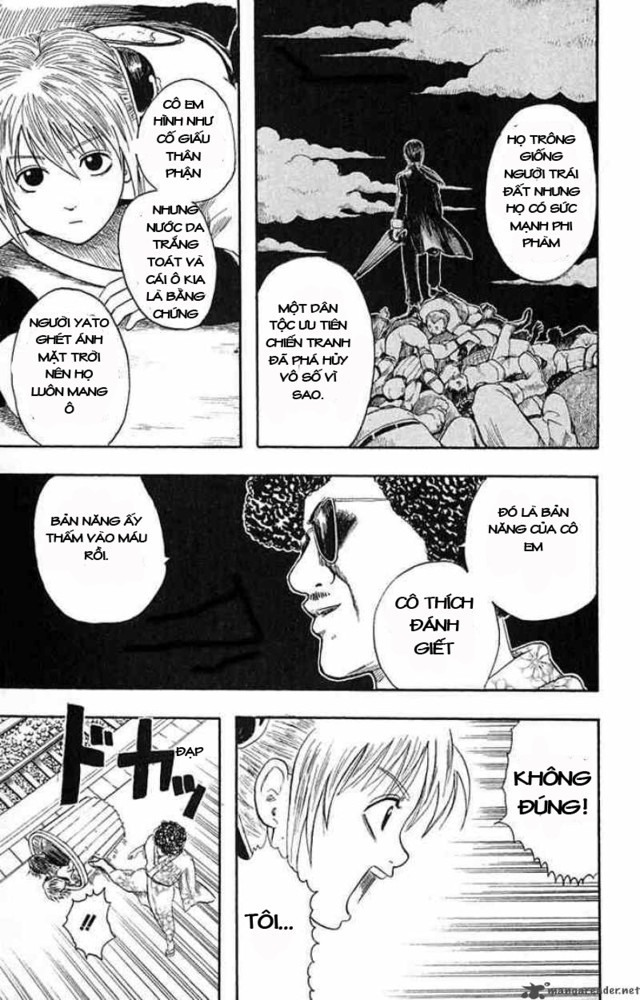 HỌ TRÔNG
GIỐNG
NGƯỜI TRÁI
ĐẤT NHƯNG
HỌ CÓ SỨC
MẠNH PHI
PHÀM
MỘT DÂN
TỘC ƯU TIÊN
CHIẾN TRANH
ĐÃ PHÁ HỦY
VÔ SỐ VÌ
SAO.
CÔ EM
HÌNH NHƯ
CỐ GIẤU
THÂN
PHẬN
NHƯNG
NƯỚC DA
TRẮNG
TOÁT VÀ
CÁI Ô KIA
LÀ BẰNG
CHỨNG
NGƯỜI YATO
GHÉT ÁNH
MẶT TRỜI
NÊN HỌ
LUÔN MANG
Ô
ĐÓ LÀ BẢN
NĂNG CỦA CÔ
EM
CÔ THÍCH
ĐÁNH
GIẾT
BẢN NĂNG ẤY
THẤM VÀO MÁU
RỒI.
KHÔNG
ĐÚNG!
TÔI...
ドカッ
ĐẠP
!!
mangareader.net